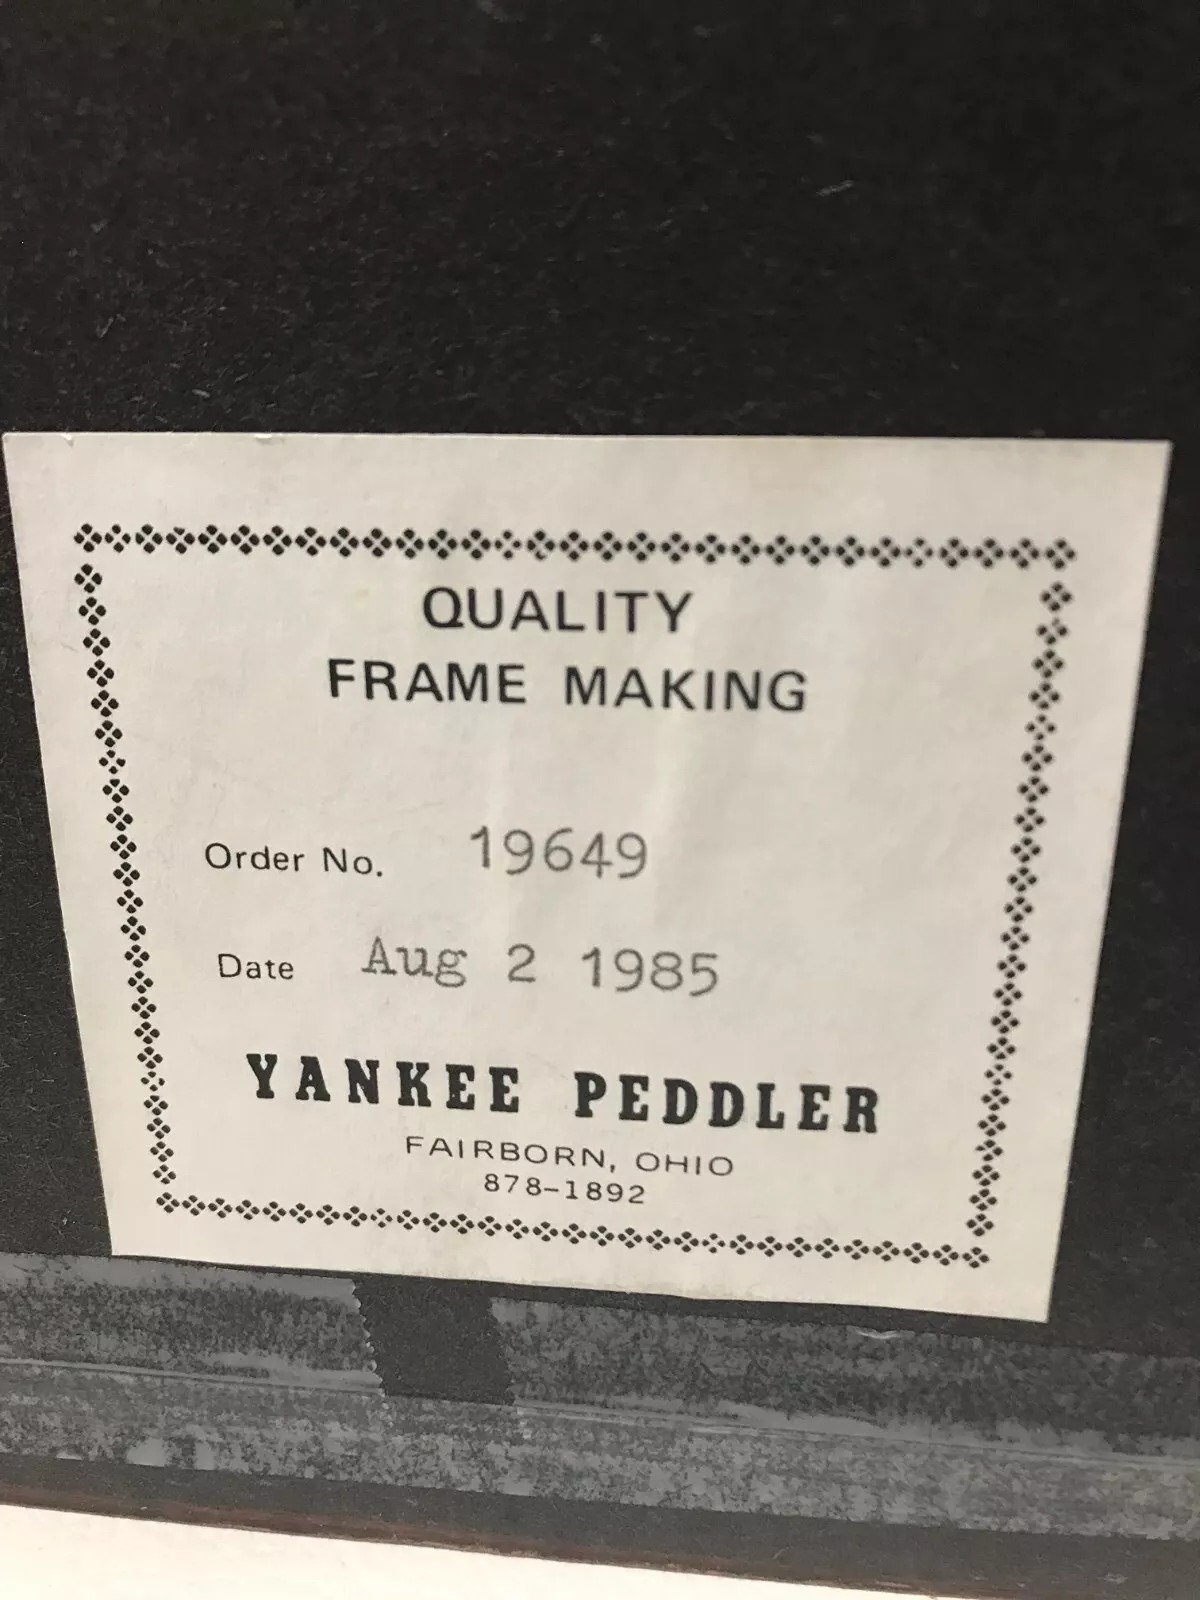 QUALITY
FRAME MAKING
Order No. 19649
Date Aug 2 1985
YANKEE PEDDLER
FAIRBORN, OHIO
878-1892